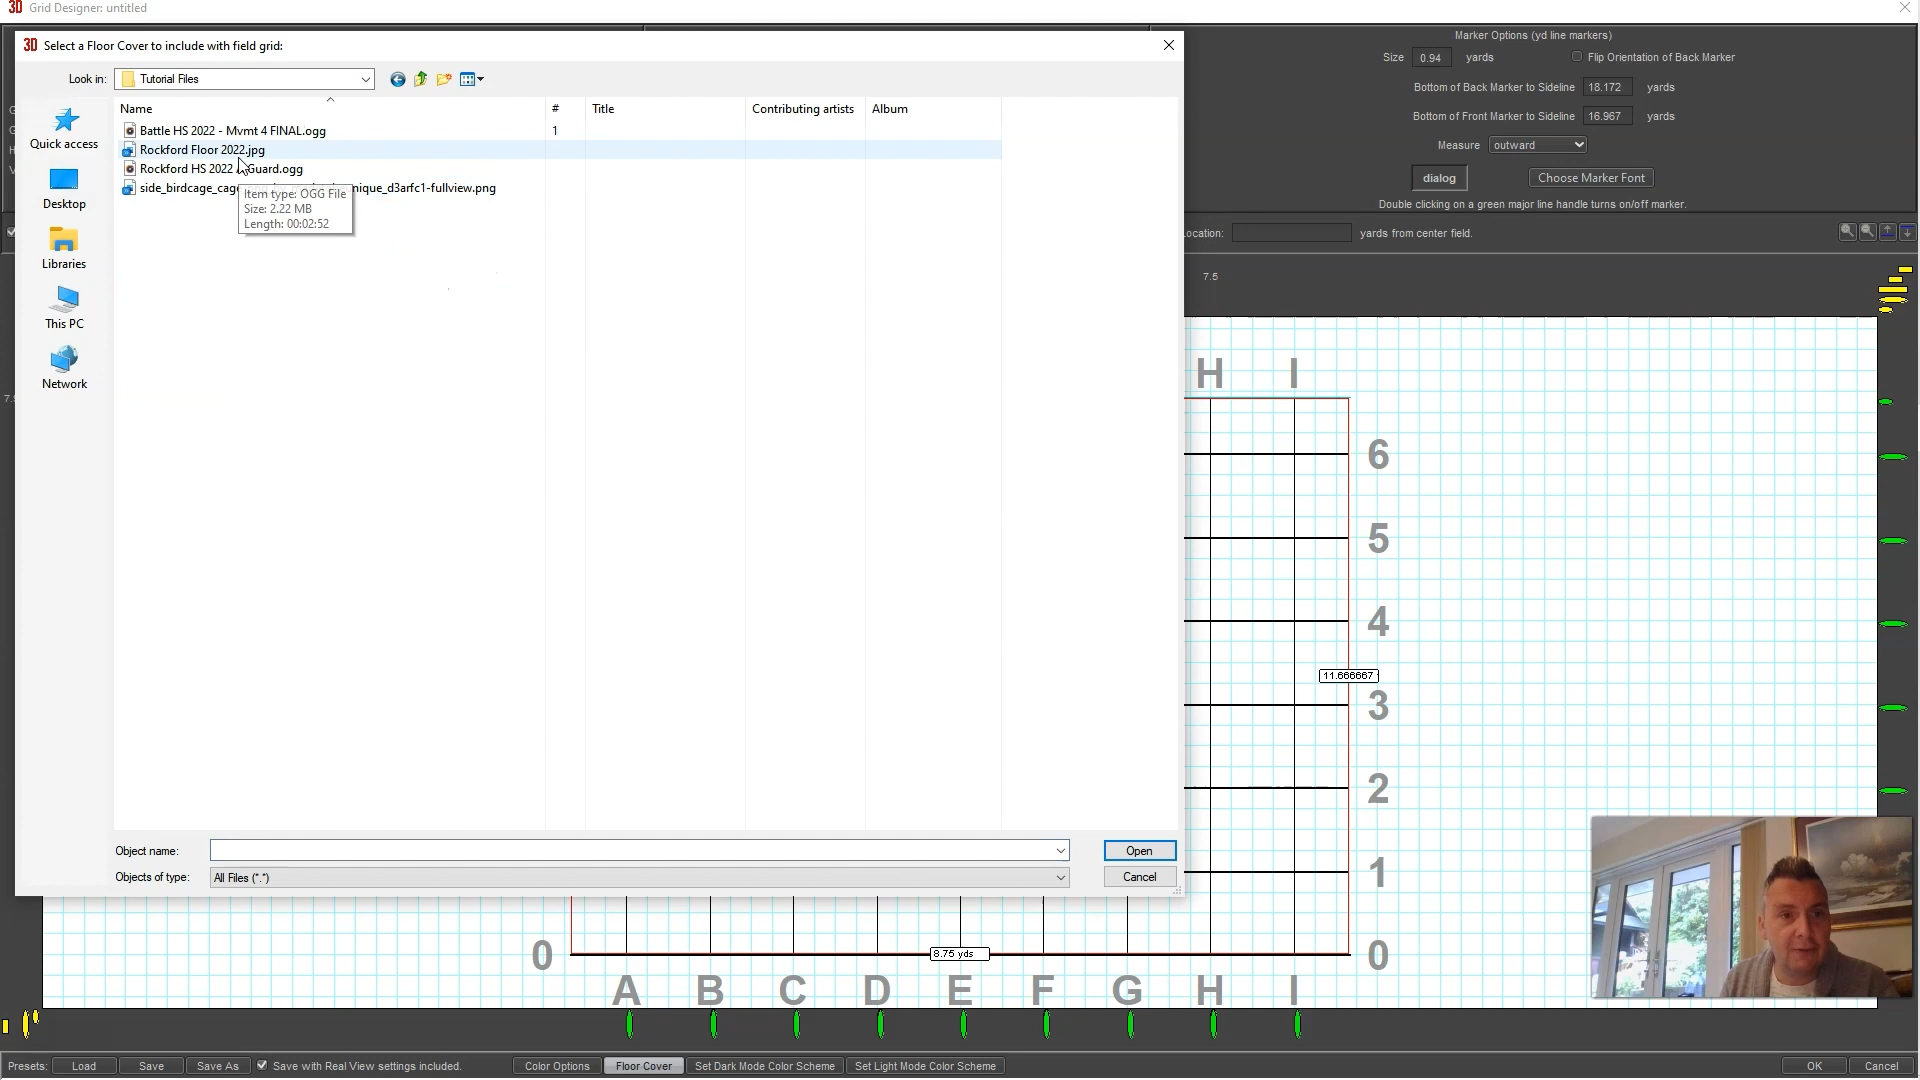 3D Grid Designer: untitled
3D Select a Floor Cover to include with field grid:
Look in: Tutorial Files
Name # Title Contributing artists Album
Battle HS 2022 - Mvmt 4 FINAL.ogg 1
Rockford Floor 2022.jpg
Rockford HS 2022 Guard.ogg
side_birdcage_cag nique_d3arfc1-fullview.png
Item type: OGG File
Size: 2.22 MB
Length: 00:02:52
Quick access
Desktop
Libraries
This PC
Network
Object name:
Open
Objects of type: All Files (*.*)
Cancel
Marker Options (yd line markers)
Size 0.94 yards Flip Orientation of Back Marker
Bottom of Back Marker to Sideline 18.172 yards
Bottom of Front Marker to Sideline 16.967 yards
Measure outward
dialog Choose Marker Font
Double clicking on a green major line handle turns on/off marker.
ocation: yards from center field.
7.5
H I
6
5
4
11.666667
3
2
1
0 8.75 yds 0
A B C D E F G H I
Presets: Load Save Save As Save with Real View settings included. Color Options Floor Cover Set Dark Mode Color Scheme Set Light Mode Color Scheme OK Cancel